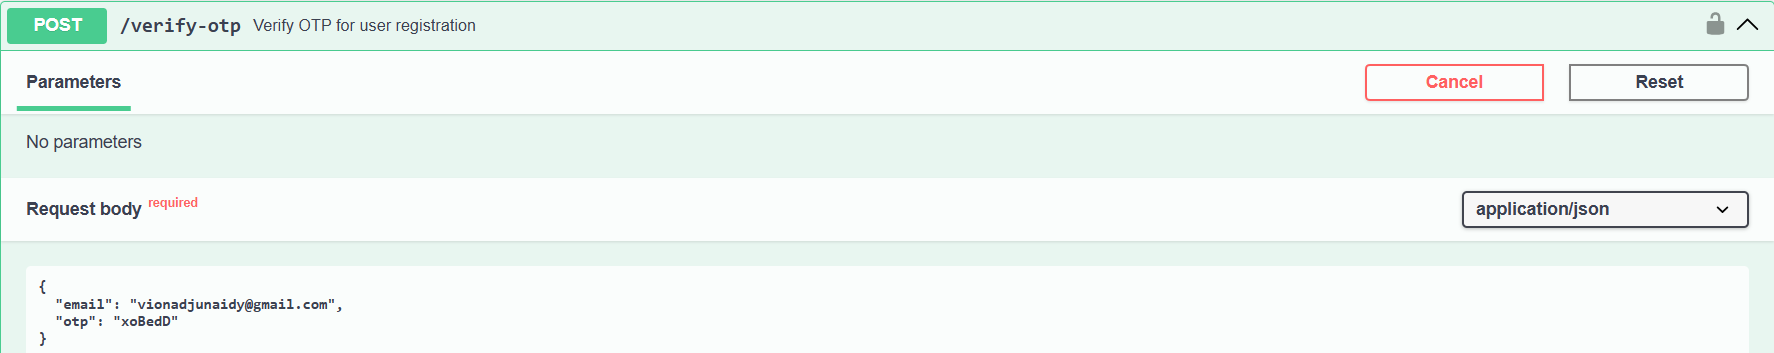 POST /verify-otp Verify OTP for user registration
Parameters
Cancel
Reset
No parameters
Request body required
application/json
{
  "email": "vionadjunaidy@gmail.com",
  "otp": "xoBedD"
}